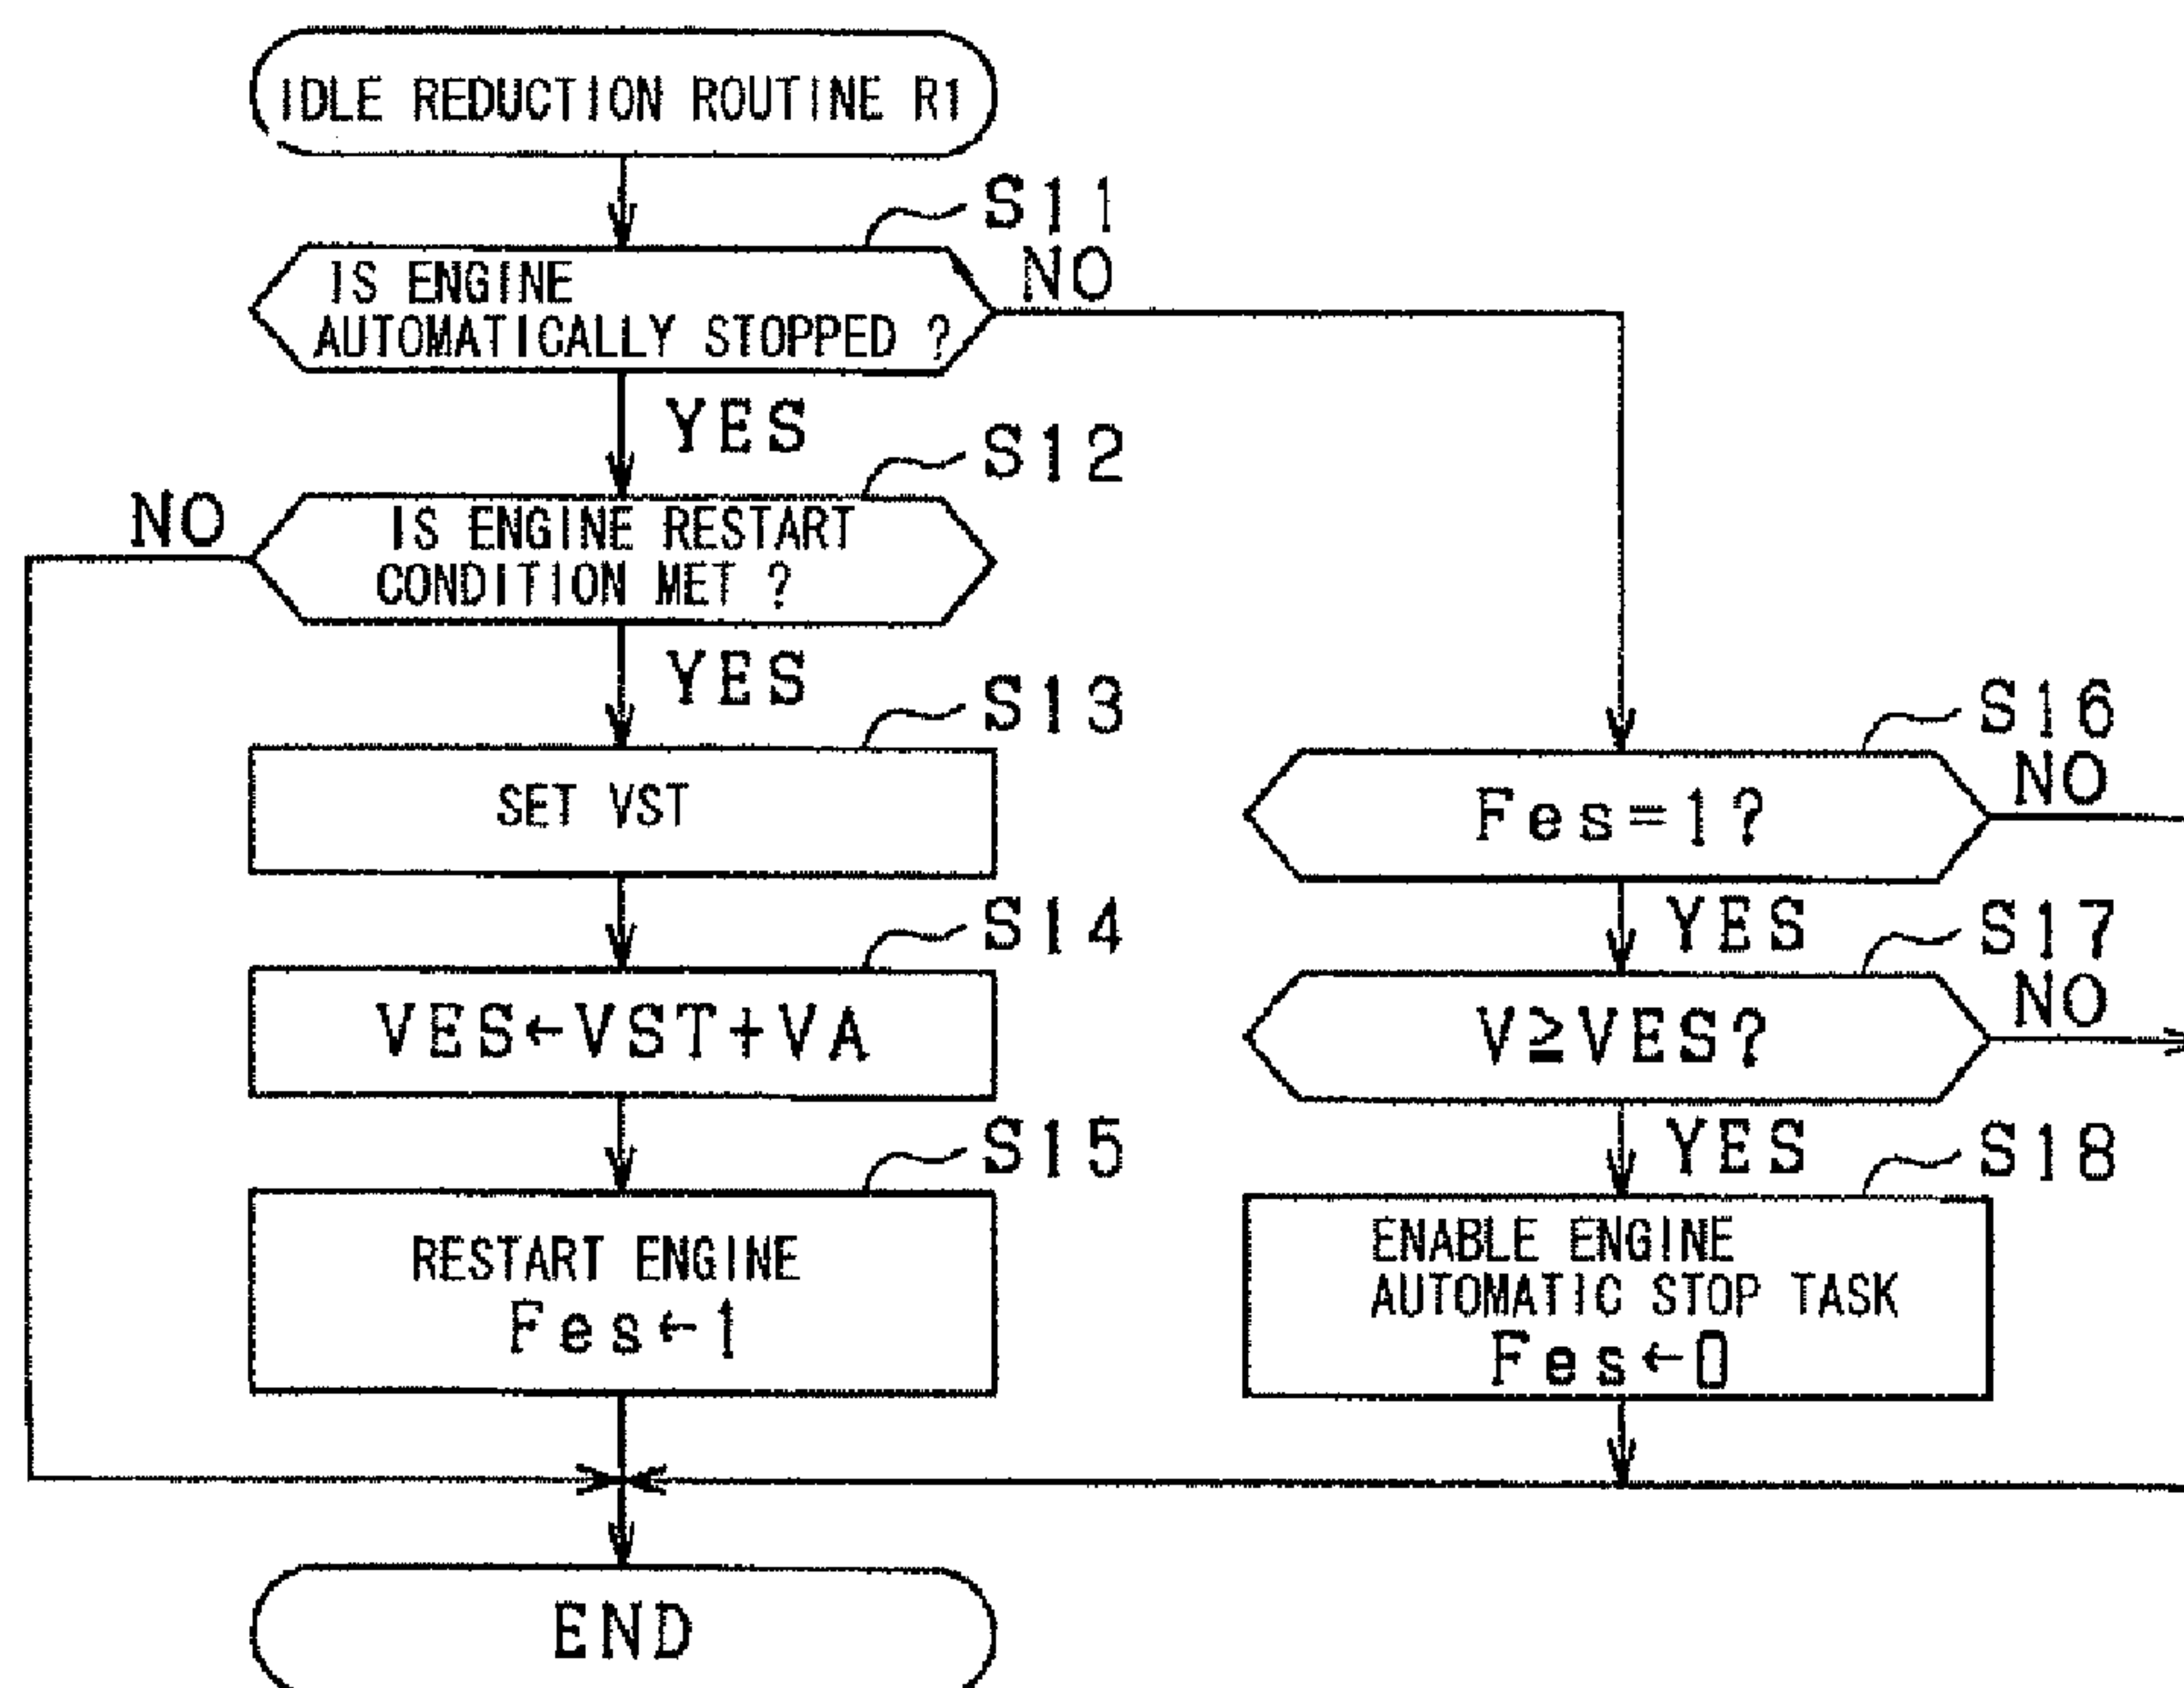 IDLE REDUCTION ROUTINE R1
S11
IS ENGINE
AUTOMATICALLY STOPPED ?
NO
YES
S12
NO
IS ENGINE RESTART
CONDITION MET ?
YES
S13
SET VST
S14
VES←VST+VA
S15
RESTART ENGINE
Fes←1
S16
Fes=1?
NO
YES
S17
V≧VES?
NO
YES
S18
ENABLE ENGINE
AUTOMATIC STOP TASK
Fes←0
END